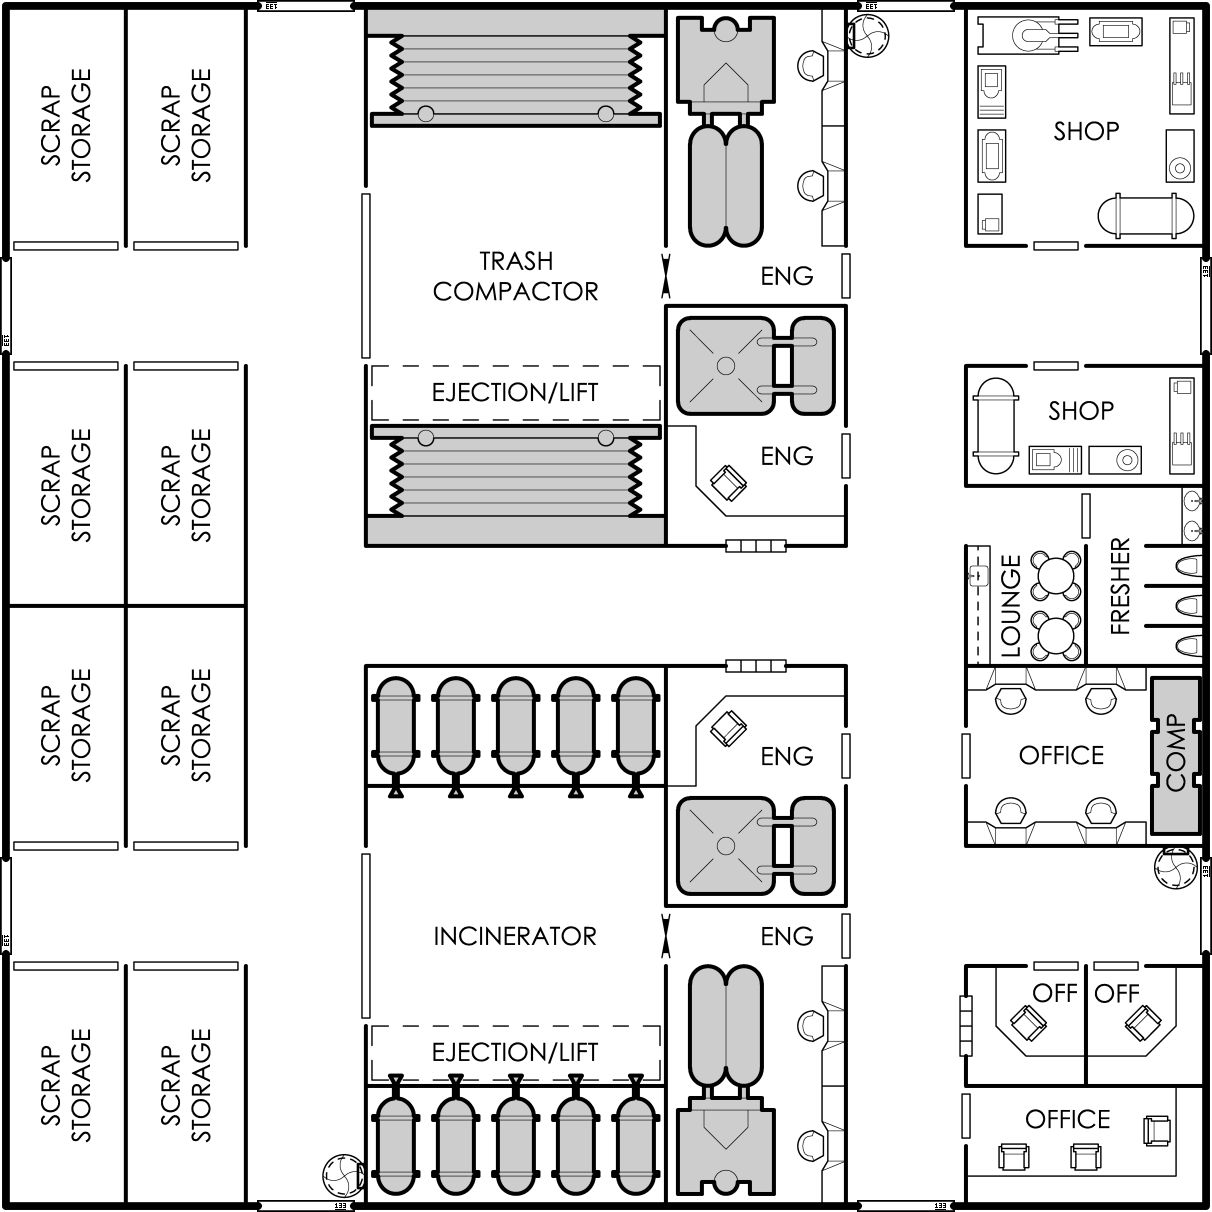 133
133
SCRAP
STORAGE
SCRAP
STORAGE
SHOP
TRASH
COMPACTOR
ENG
133
133
EJECTION/LIFT
SHOP
ENG
SCRAP
STORAGE
SCRAP
STORAGE
LOUNGE
FRESHER
SCRAP
STORAGE
SCRAP
STORAGE
ENG
OFFICE
COMP
133
133
INCINERATOR
ENG
OFF
OFF
EJECTION/LIFT
SCRAP
STORAGE
SCRAP
STORAGE
OFFICE
133
133